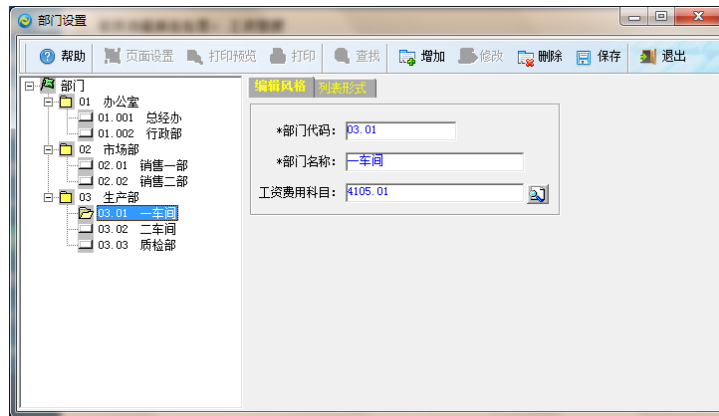 部门设置
帮助 页面设置 打印预览 打印 查找 增加 修改 删除 保存 退出
部门
01 办公室
01.001 总经办
01.002 行政部
02 市场部
02.01 销售一部
02.02 销售二部
03 生产部
03.01 一车间
03.02 二车间
03.03 质检部
编辑风格 列表形式
*部门代码: 03.01
*部门名称: 一车间
工资费用科目: 4105.01